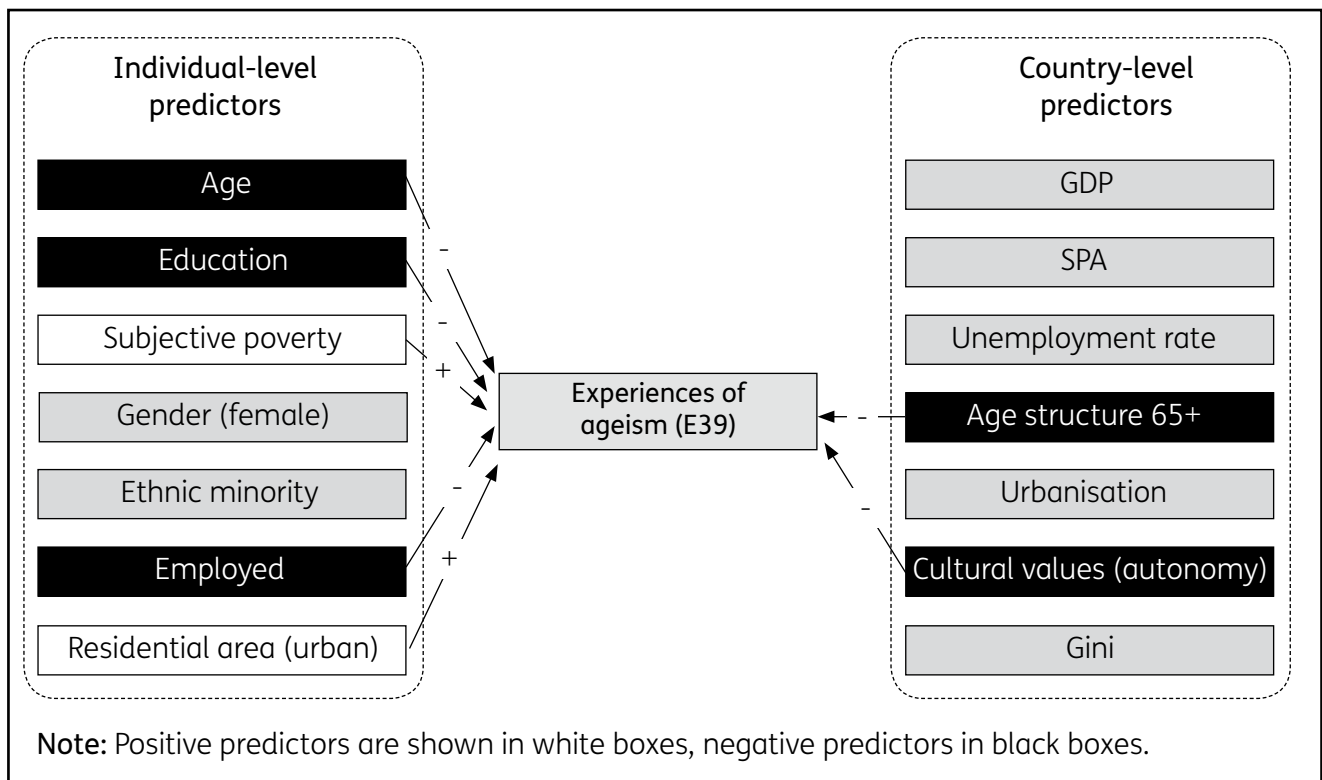 Individual-level
predictors
Age
Education
Subjective poverty
Gender (female)
Ethnic minority
Employed
Residential area (urban)
-
-
+
-
+
Experiences of
ageism (E39)
-
-
Country-level
predictors
GDP
SPA
Unemployment rate
Age structure 65+
Urbanisation
Cultural values (autonomy)
Gini
Note: Positive predictors are shown in white boxes, negative predictors in black boxes.